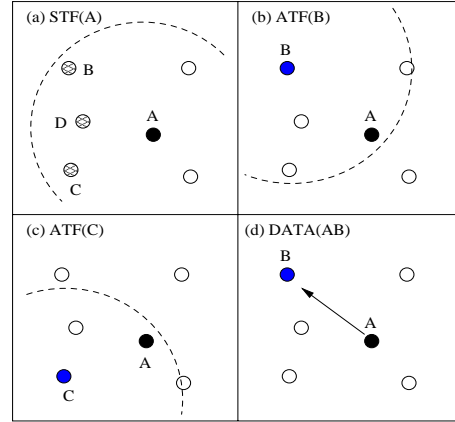 (a) STF(A)
B
D
A
C
(b) ATF(B)
B
A
(c) ATF(C)
A
C
(d) DATA(AB)
B
A